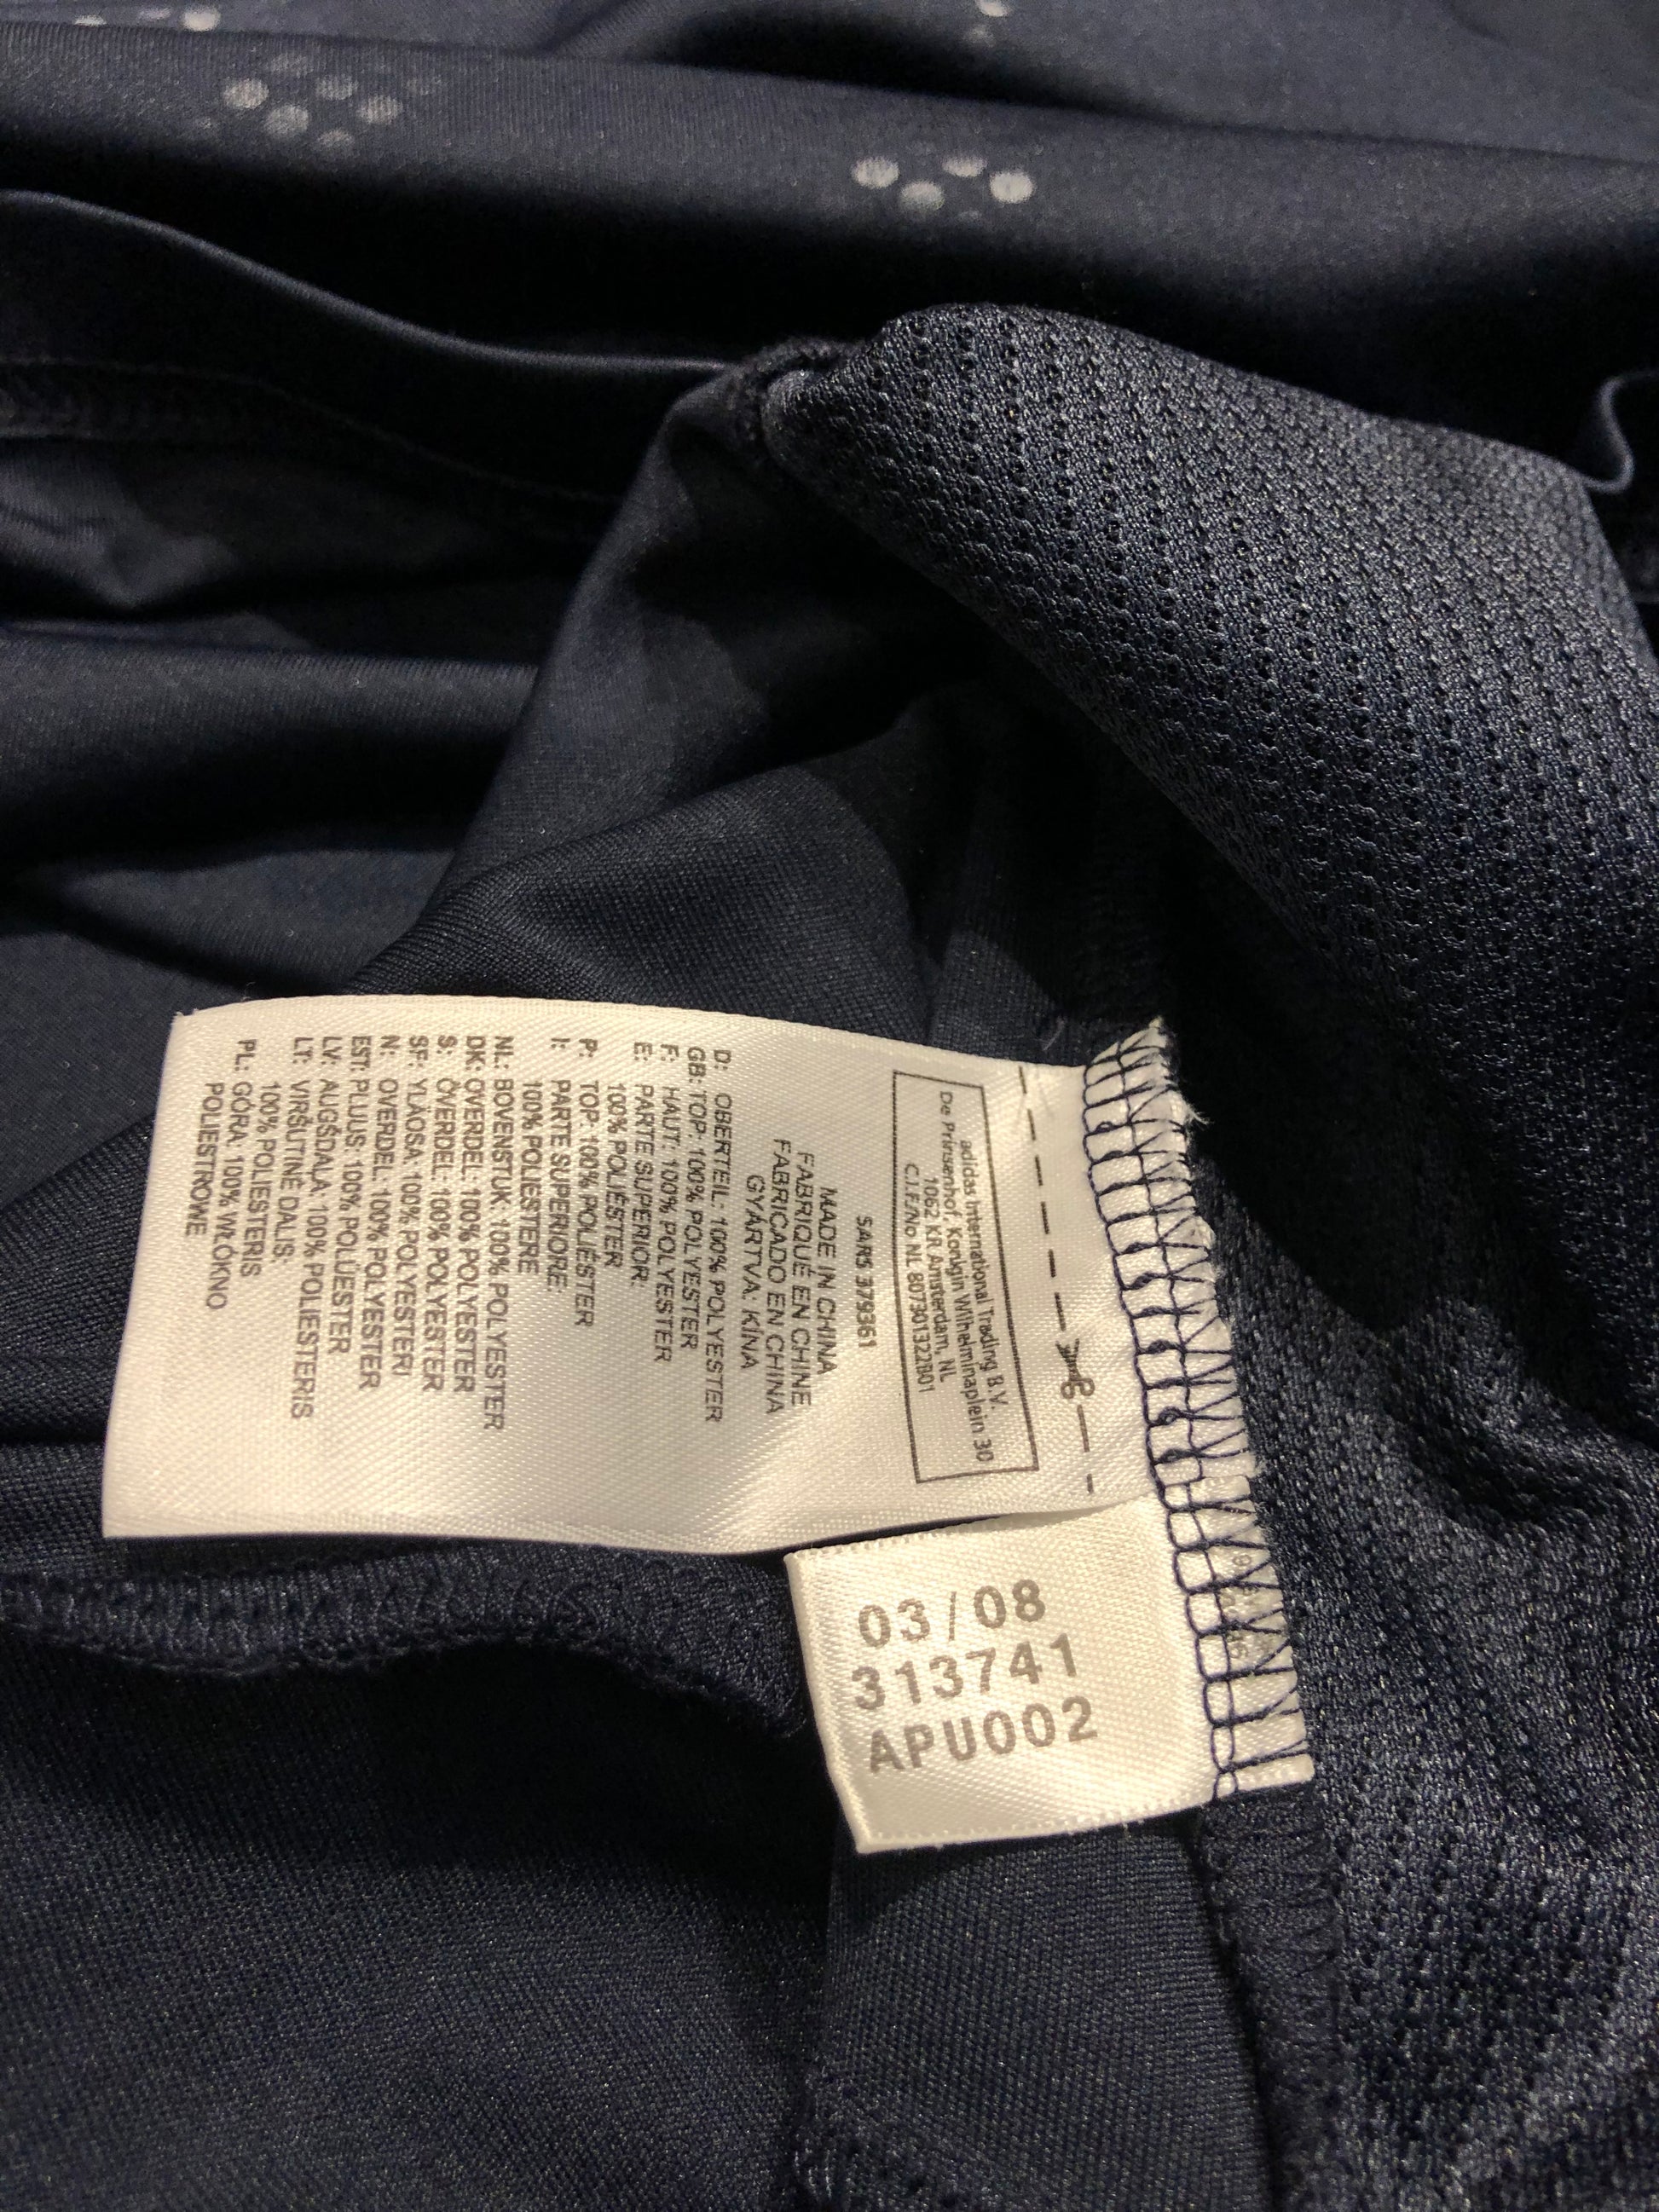 adidas International Trading B.V.
De Prinsenhof, Koningin Wilhelminaplein 30
1062 KR Amsterdam, NL
C.I.F./No NL 807301322B01
SARS 379361
MADE IN CHINA
FABRIQUÉ EN CHINE
FABRICADO EN CHINA
GYÁRTVA: KÍNA
D: OBERTEIL: 100% POLYESTER
GB: TOP: 100% POLYESTER
F: HAUT: 100% POLYESTER
E: PARTE SUPERIOR:
100% POLIÉSTER
P: TOP: 100% POLIÉSTER
I: PARTE SUPERIORE:
100% POLIESTERE
NL: BOVENSTUK: 100% POLYESTER
DK: OVERDEL: 100% POLYESTER
S: ÖVERDEL: 100% POLYESTER
SF: YLÄOSA: 100% POLYESTERI
N: OVERDEL: 100% POLYESTER
EST: PLUUS: 100% POLÜESTER
LV: AUGŠDAĻA: 100% POLIESTERIS
LT: VIRŠUTINĖ DALIS:
100% POLIESTERIS
PL: GÓRA: 100% WŁÓKNO
POLIESTROWE
03/08
313741
APU002